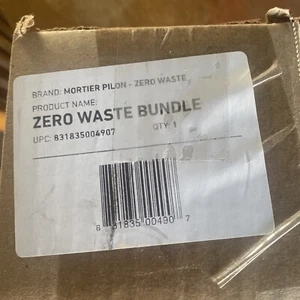 BRAND: MORTIER PILON - ZERO WASTE
PRODUCT NAME:
ZERO WASTE BUNDLE
UPC: 831835004907 QTY: 1
8 31835 00490 7